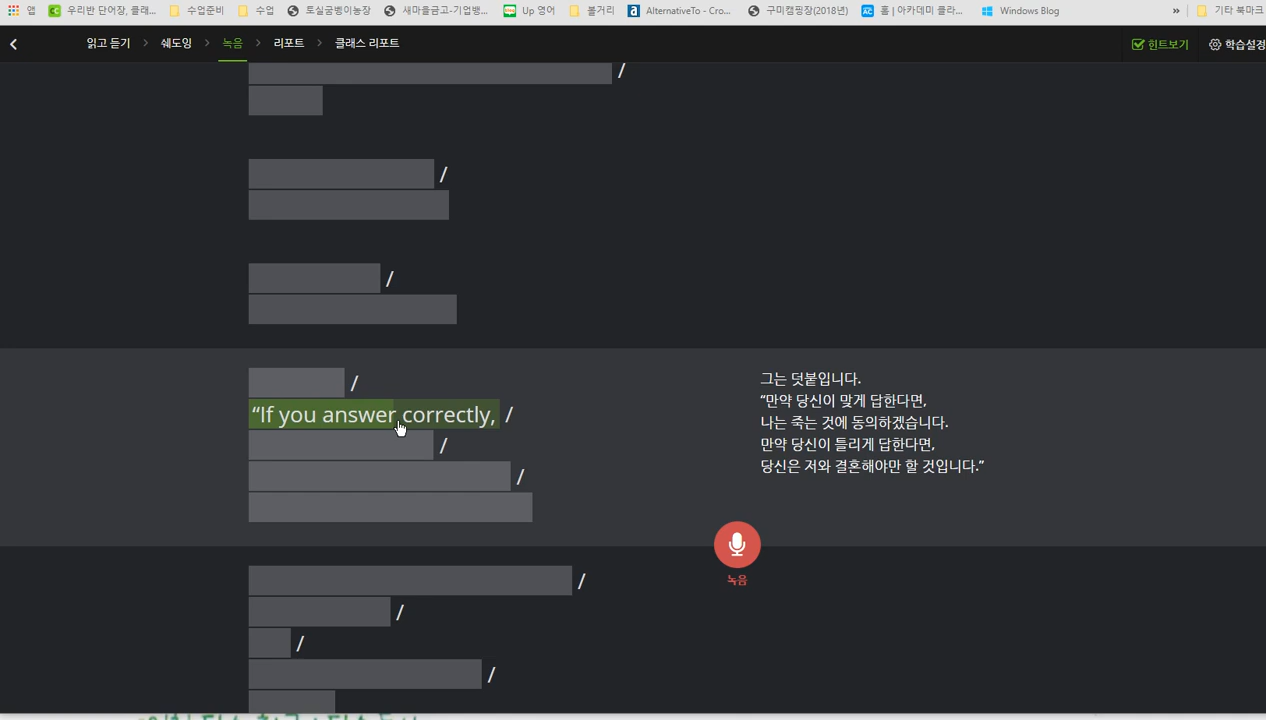 앱
우리반 단어장, 클래...
수업준비
수업
토실굼벵이농장
새마을금고-기업뱅...
Up 영어
볼거리
AlternativeTo - Cro...
구미캠핑장(2018년)
홈 | 아카데미 클라...
Windows Blog
»
기타 북마크
읽고 듣기
쉐도잉
녹음
리포트
클래스 리포트
힌트보기
학습설정
/
/
/
/
“If you answer correctly, /
/
/
그는 덧붙입니다.
“만약 당신이 맞게 답한다면,
나는 죽는 것에 동의하겠습니다.
만약 당신이 틀리게 답한다면,
당신은 저와 결혼해야만 할 것입니다.”
녹음
/
/
/
/